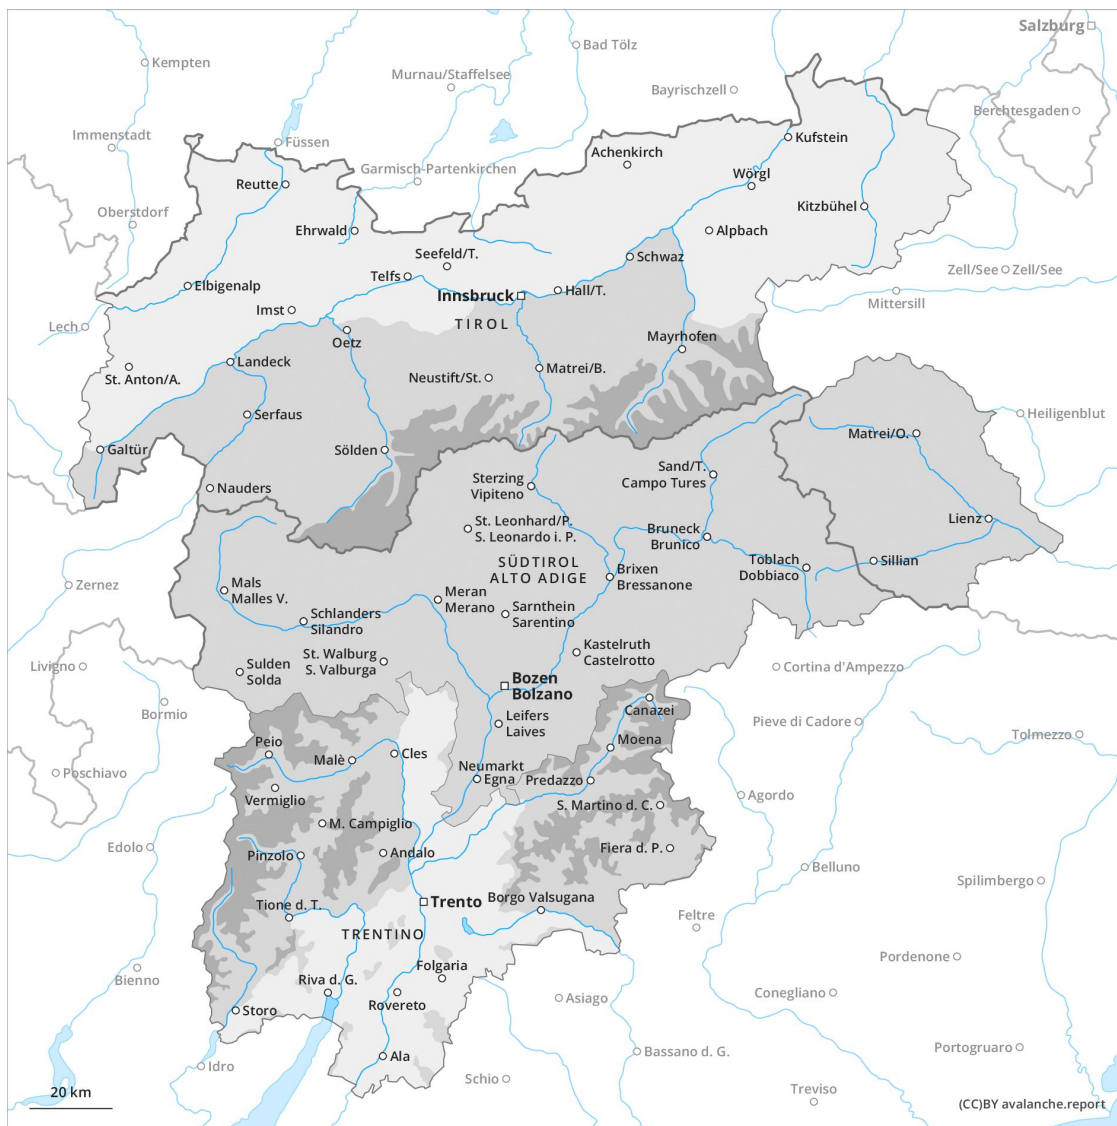 Salzburg
Bad Tölz
Kempten
Murnau/Staffelsee
Bayrischzell
Berchtesgaden
Immenstadt
Füssen
Kufstein
Achenkirch
Garmisch-Partenkirchen
Wörgl
Reutte
Kitzbühel
Oberstdorf
Ehrwald
Alpbach
Seefeld/T.
Schwaz
Zell/See
Zell/See
Telfs
Elbigenalp
Innsbruck
Hall/T.
Mittersill
Imst
TIROL
Lech
Oetz
Mayrhofen
Landeck
Matrei/B.
St. Anton/A.
Neustift/St.
Serfaus
Heiligenblut
Matrei/O.
Galtür
Sölden
Sand/T.
Campo Tures
Sterzing
Vipiteno
Nauders
St. Leonhard/P.
S. Leonardo i. P.
Lienz
Bruneck
Brunico
SÜDTIROL
ALTO ADIGE
Toblach
Dobbiaco
Sillian
Brixen
Bressanone
Zernez
Mals
Malles V.
Meran
Merano
Sarnthein
Sarentino
Schlanders
Silandro
Kastelruth
Castelrotto
St. Walburg
S. Valburga
Livigno
Sulden
Solda
Cortina d'Ampezzo
Bozen
Bolzano
Bormio
Canazei
Leifers
Laives
Pieve di Cadore
Tolmezzo
Moena
Peio
Malè
Cles
Poschiavo
Neumarkt
Egna
Predazzo
Vermiglio
Agordo
S. Martino d. C.
M. Campiglio
Edolo
Pinzolo
Andalo
Fiera d. P.
Belluno
Spilimbergo
Tione d. T.
Trento
Borgo Valsugana
Feltre
TRENTINO
Pordenone
Bienno
Folgaria
Riva d. G.
Rovereto
Asiago
Conegliano
Storo
Ala
Bassano d. G.
Portogruaro
Idro
Schio
Treviso
20 km
(CC)BY avalanche.report